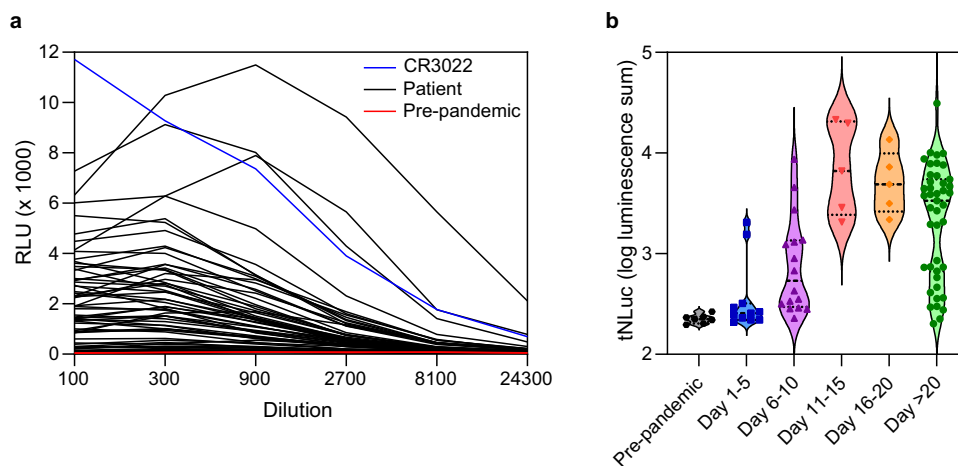 a
12
10
8
6
4
2
0
RLU (x 1000)
CR3022
Patient
Pre-pandemic
100 300 900 2700 8100 24300
Dilution
b
5
4
3
2
tNLuc (log luminescence sum)
Pre-pandemic
Day 1-5
Day 6-10
Day 11-15
Day 16-20
Day >20